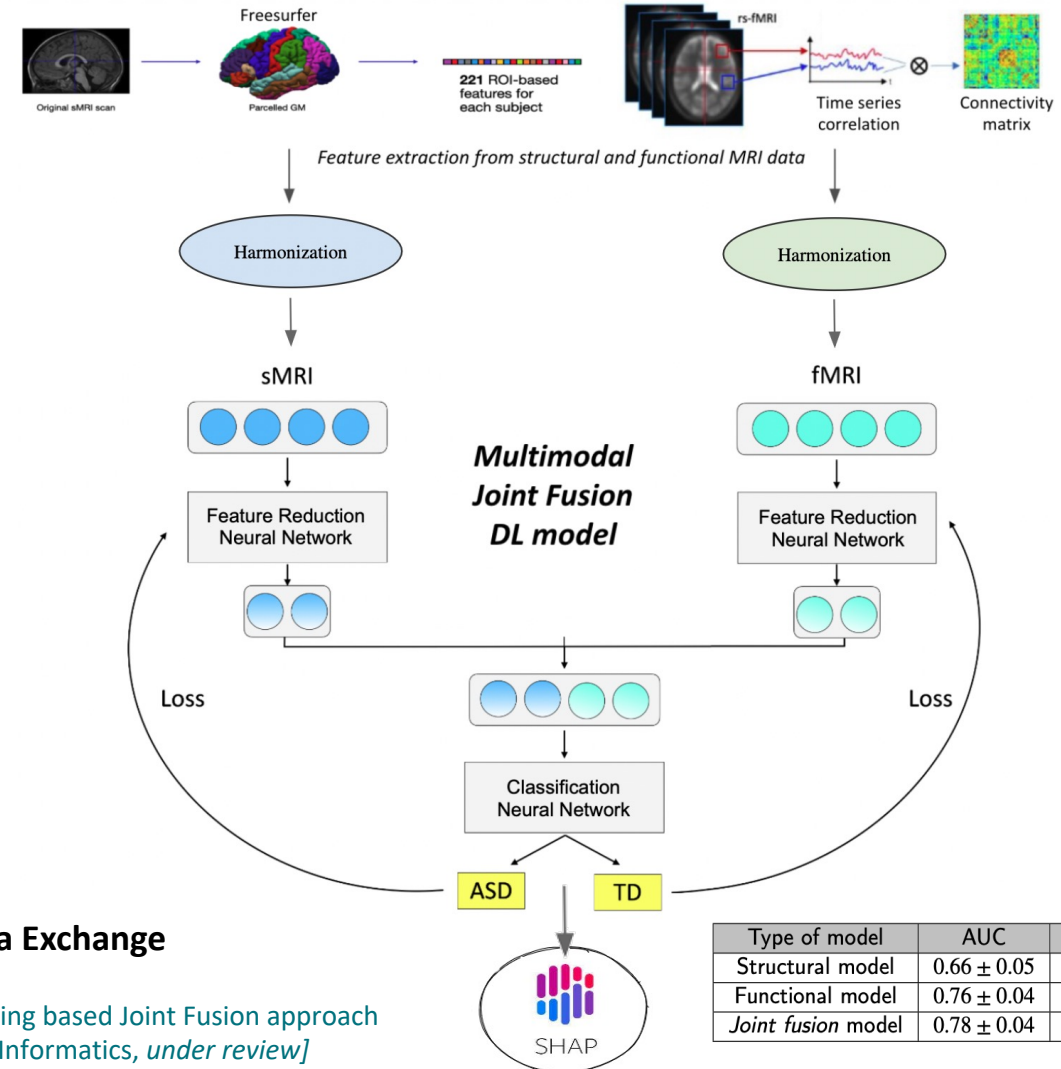 Freesurfer
rs-fMRI
Original sMRI scan
Parcelled GM
221 ROI-based
features for
each subject
t
Time series
correlation
Connectivity
matrix
Feature extraction from structural and functional MRI data
Harmonization
Harmonization
sMRI
fMRI
Multimodal
Joint Fusion
DL model
Feature Reduction
Neural Network
Feature Reduction
Neural Network
Loss
Loss
Classification
Neural Network
ASD
TD
SHAP
a Exchange
ing based Joint Fusion approach
Informatics, under review]
Type of model AUC
Structural model 0.66 ± 0.05
Functional model 0.76 ± 0.04
Joint fusion model 0.78 ± 0.04